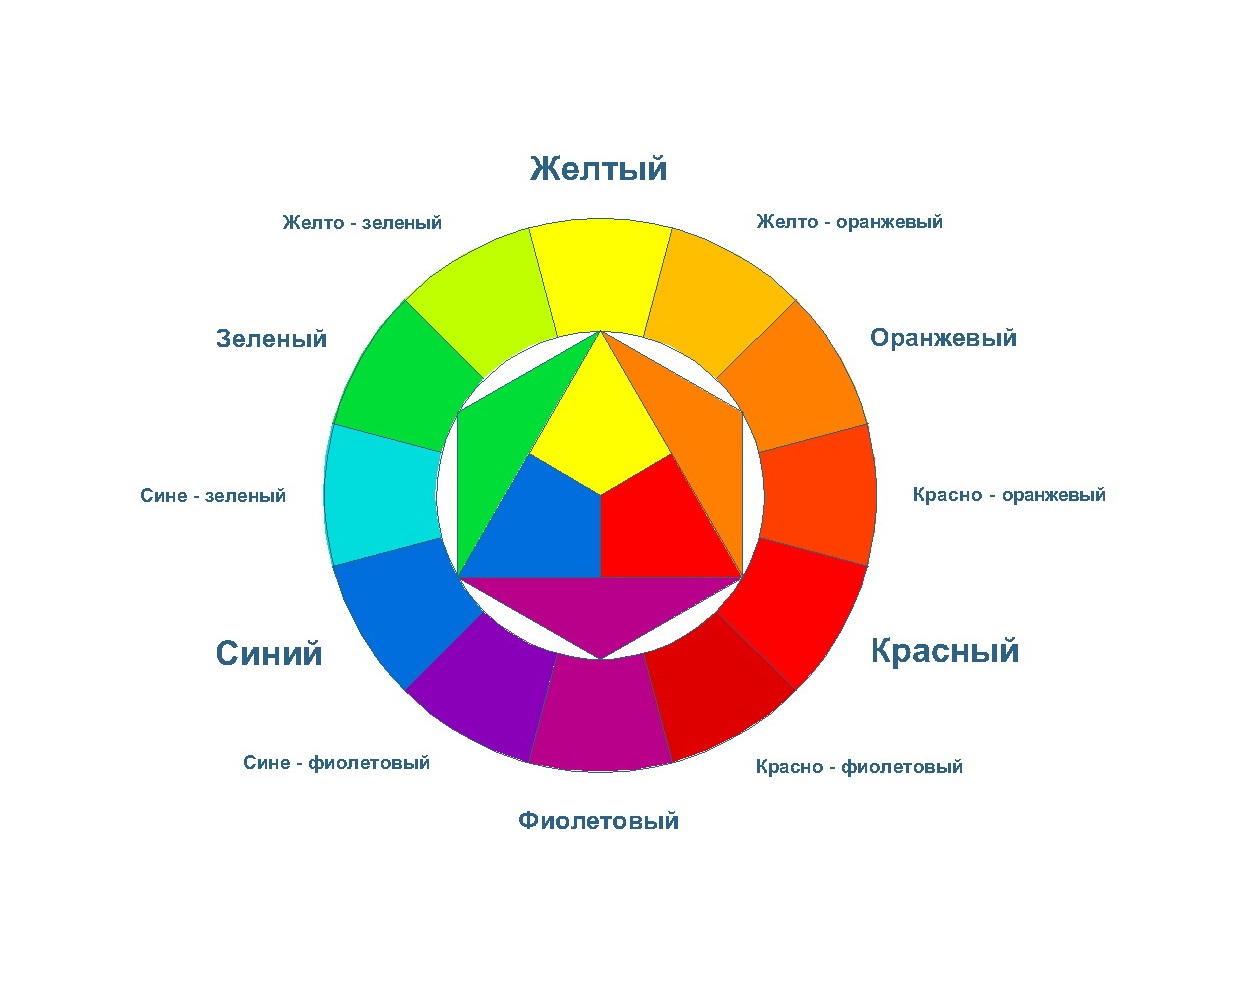 Желтый
Желто - зеленый
Желто - оранжевый
Зеленый
Оранжевый
Сине - зеленый
Красно - оранжевый
Синий
Красный
Сине - фиолетовый
Красно - фиолетовый
Фиолетовый